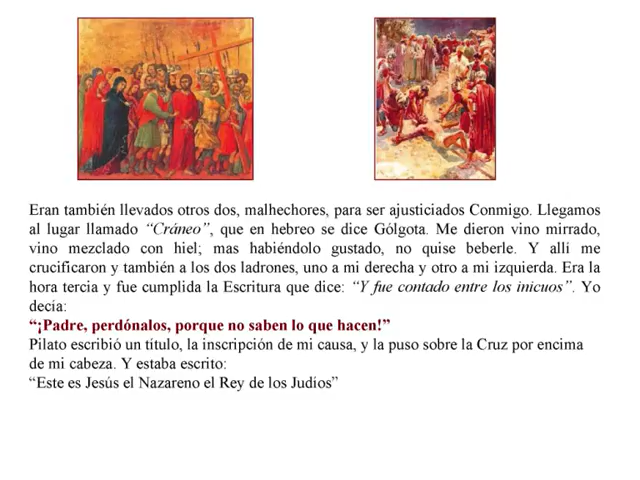 Eran también llevados otros dos, malhechores, para ser ajusticiados Conmigo. Llegamos
al lugar llamado “Cráneo”, que en hebreo se dice Gólgota. Me dieron vino mirrado,
vino mezclado con hiel; mas habiéndolo gustado, no quise beberle. Y allí me
crucificaron y también a los dos ladrones, uno a mi derecha y otro a mi izquierda. Era la
hora tercia y fue cumplida la Escritura que dice: “Y fue contado entre los inicuos”. Yo
decía:
“¡Padre, perdónalos, porque no saben lo que hacen!”
Pilato escribió un título, la inscripción de mi causa, y la puso sobre la Cruz por encima
de mi cabeza. Y estaba escrito:
“Este es Jesús el Nazareno el Rey de los Judíos”